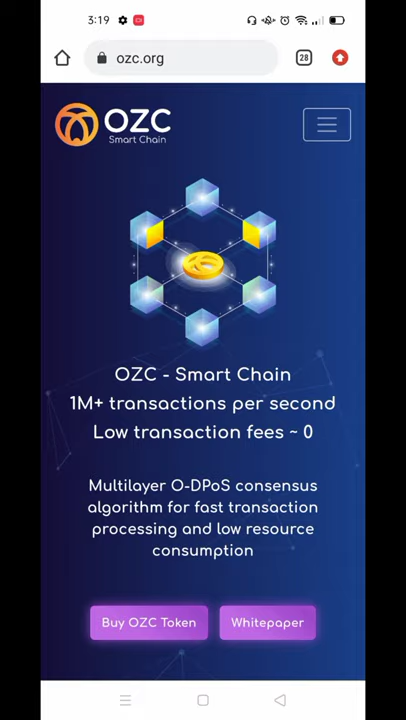 3:19
ozc.org
28
OZC
Smart Chain
OZC - Smart Chain
1M+ transactions per second
Low transaction fees ~ 0
Multilayer O-DPoS consensus
algorithm for fast transaction
processing and low resource
consumption
Buy OZC Token
Whitepaper